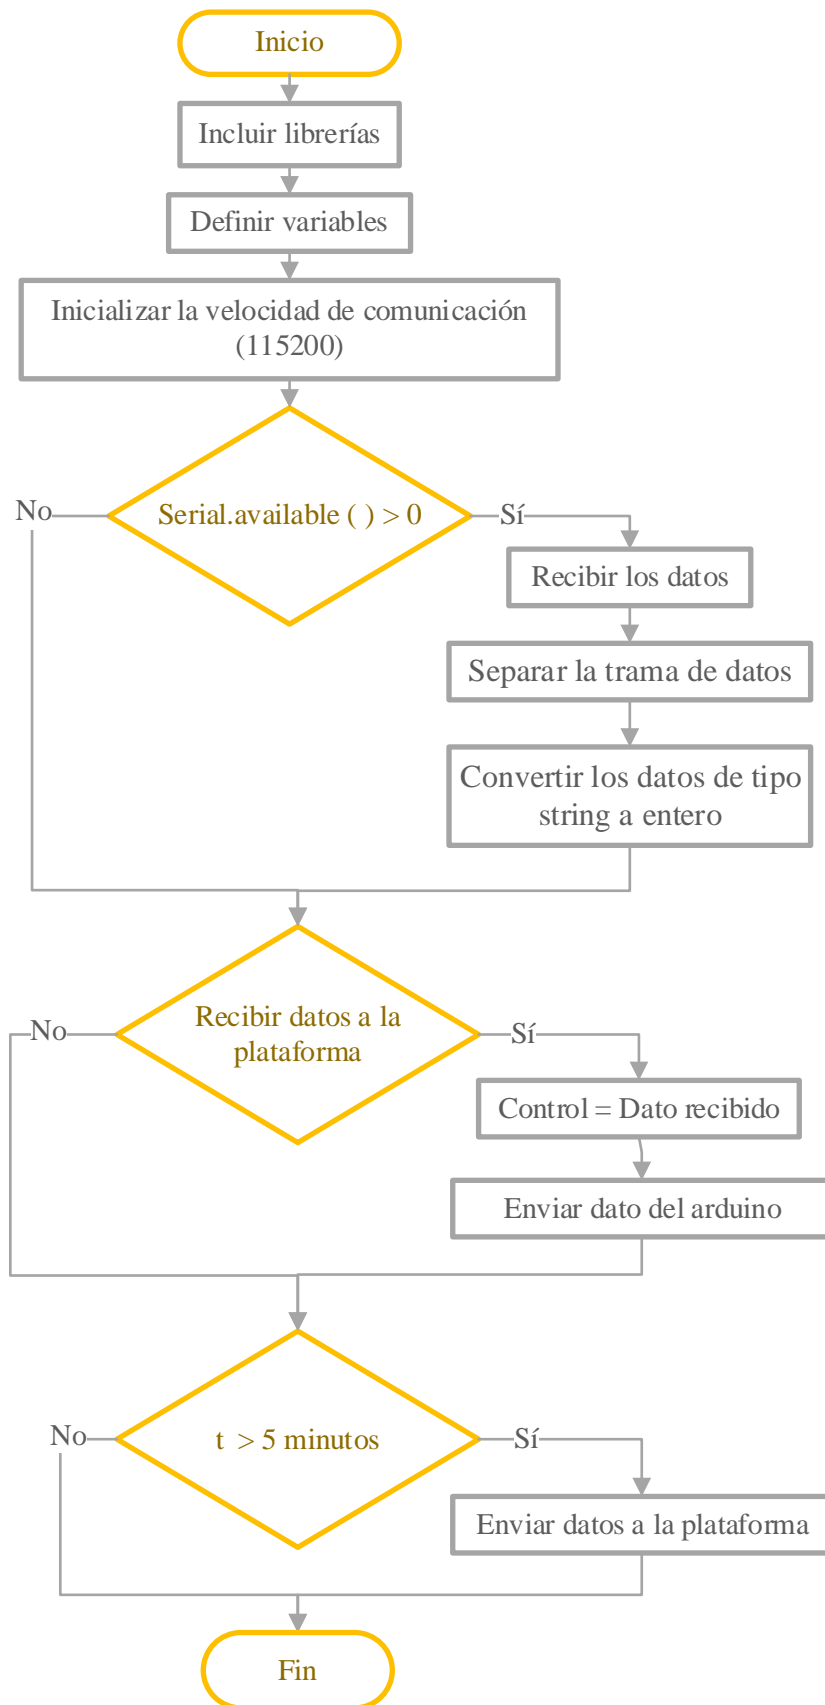 Inicio
Incluir librerías
Definir variables
Inicializar la velocidad de comunicación
(115200)
No
Serial.available ( ) > 0
Sí
Recibir los datos
Separar la trama de datos
Convertir los datos de tipo
string a entero
No
Recibir datos a la
plataforma
Sí
Control = Dato recibido
Enviar dato del arduino
No
t > 5 minutos
Sí
Enviar datos a la plataforma
Fin